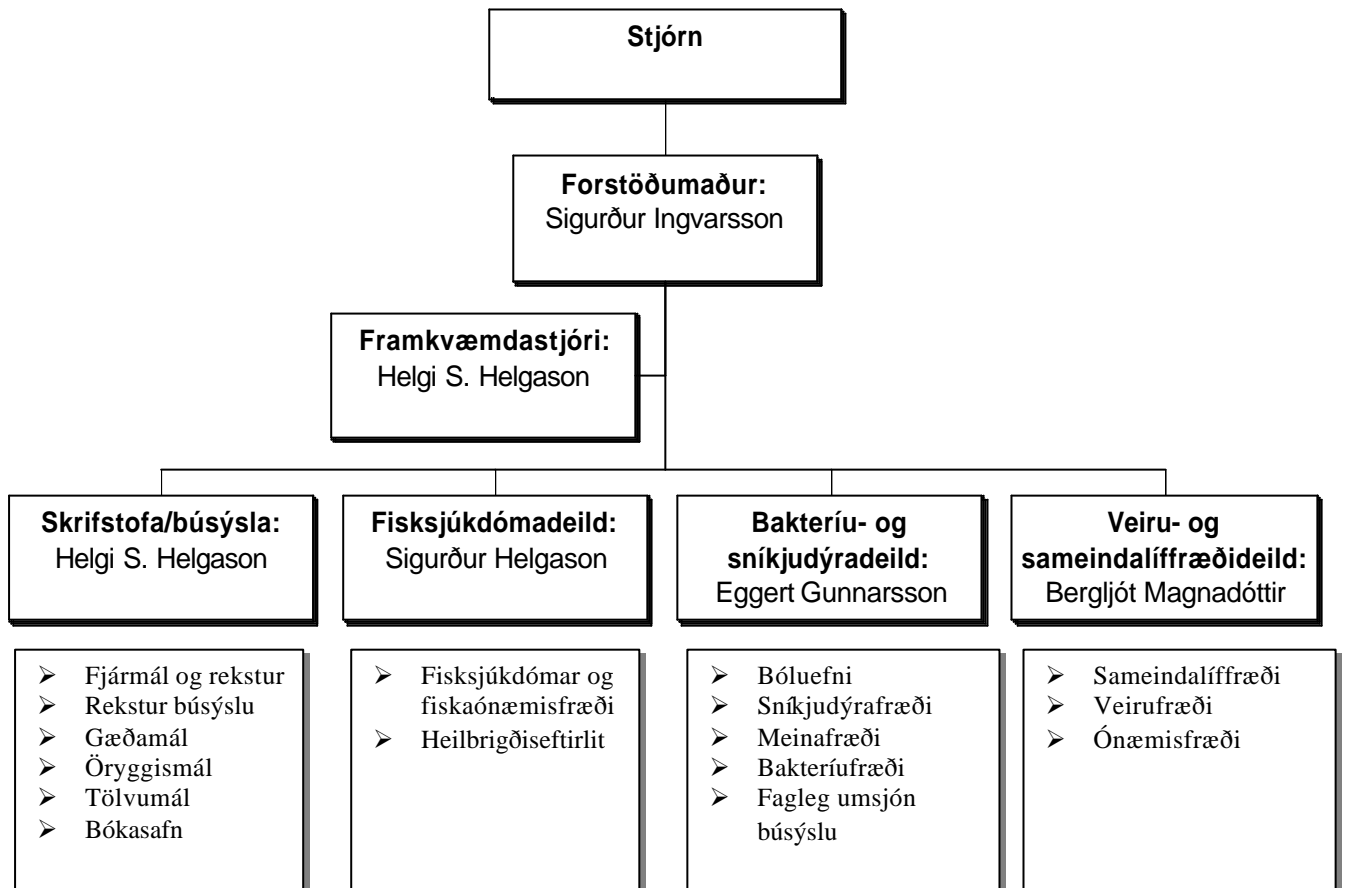 Stjórn
Forstöðumaður:
Sigurður Ingvarsson
Framkvæmdastjóri:
Helgi S. Helgason
Skrifstofa/búsýsla:
Helgi S. Helgason
Fisksjúkdómadeild:
Sigurður Helgason
Bakteríu- og
sníkjudýradeild:
Eggert Gunnarsson
Veiru- og
sameindalíffræðideild:
Bergljót Magnadóttir
➢ Fjármál og rekstur
➢ Rekstur búsýslu
➢ Gæðamál
➢ Öryggismál
➢ Tölvumál
➢ Bókasafn
➢ Fisksjúkdómar og
fiskaónæmisfræði
➢ Heilbrigðiseftirlit
➢ Bóluefni
➢ Sníkjudýrafræði
➢ Meinafræði
➢ Bakteríufræði
➢ Fagleg umsjón
búsýslu
➢ Sameindalíffræði
➢ Veirufræði
➢ Ónæmisfræði